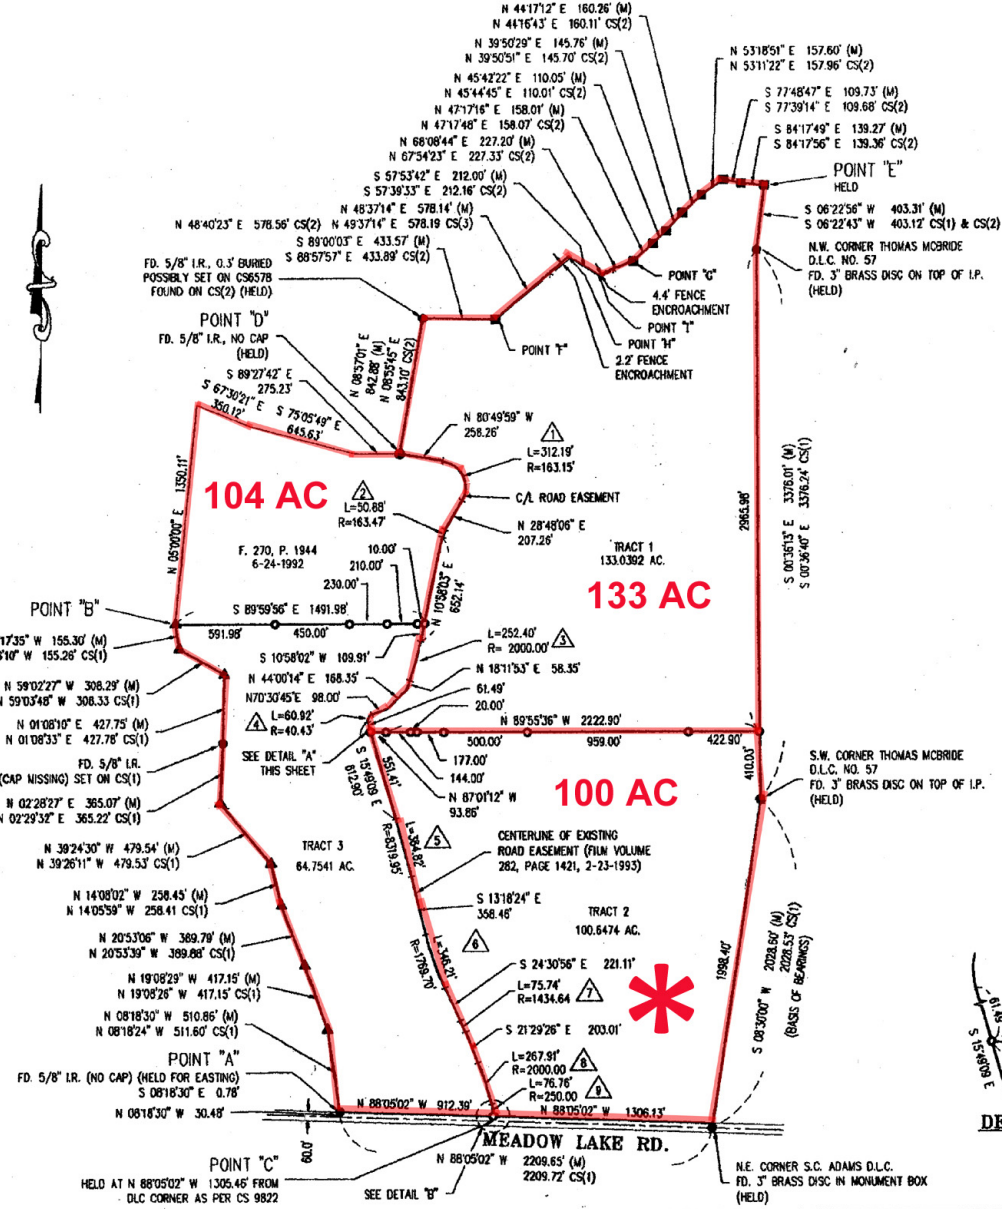 N 44°17'12" E 160.26' (M)
N 44°16'43" E 160.11' CS(2)
N 39°50'29" E 145.76' (M)
N 39°50'51" E 145.70' CS(2)
N 45°42'22" E 110.05' (M)
N 45°44'45" E 110.01' CS(2)
N 47°17'16" E 158.01' (M)
N 47°17'48" E 158.07' CS(2)
N 68°08'44" E 227.20' (M)
N 67°54'23" E 227.33' CS(2)
S 57°53'42" E 212.00' (M)
S 57°39'33" E 212.16' CS(2)
N 48°37'14" E 578.14' (M)
N 48°40'23" E 578.56' CS(2) N 49°37'14" E 578.19 CS(3)
S 89°00'03" E 433.57' (M)
S 88°57'57" E 433.89' CS(2)
N 53°18'51" E 157.60' (M)
N 53°11'22" E 157.96' CS(2)
S 77°48'47" E 109.73' (M)
S 77°39'14" E 109.68' CS(2)
S 84°17'49" E 139.27' (M)
S 84°17'56" E 139.36' CS(2)
POINT "E"
HELD
S 06°22'56" W 403.31' (M)
S 06°22'43" W 403.12' CS(1) & CS(2)
N.W. CORNER THOMAS MCBRIDE
D.L.C. NO. 57
FD. 3" BRASS DISC ON TOP OF I.P.
(HELD)
FD. 5/8" I.R., 0.3' BURIED
POSSIBLY SET ON CS6578
FOUND ON CS(2) (HELD)
POINT "D"
FD. 5/8" I.R., NO CAP
(HELD)
POINT "G"
4.4' FENCE
ENCROACHMENT
POINT "I"
POINT "H"
2.2' FENCE
ENCROACHMENT
POINT "F"
N 08°57'01" E
842.88' (M)
N 08°55'45" E
843.10' CS(2)
S 89°27'42" E
275.23'
S 67°30'21" E
350.12'
S 75°05'49" E
645.63'
N 80°49'59" W
258.26'
1
L=312.19'
R=163.15'
C/L ROAD EASEMENT
104 AC
2
L=50.88'
R=163.47'
N 28°48'06" E
207.26'
N 05°00'00" E 1350.11'
F. 270, P. 1944
6-24-1992
10.00'
210.00'
230.00'
TRACT 1
133.0392 AC.
133 AC
2965.98'
S 00°36'13" E 3376.01' (M)
S 00°36'40" E 3376.24' CS(1)
N 10°58'03" E
652.14'
POINT "B"
S 89°59'56" E 1491.98'
591.98' 450.00'
17'35" W 155.30' (M)
10" W 155.26' CS(1)
S 10°58'02" W 109.91'
L=252.40'
R= 2000.00'
3
N 18°11'53" E 58.35'
N 44°00'14" E 168.35'
N70°30'45"E 98.00'
61.49'
20.00'
4
L=60.92'
R=40.43'
N 59°02'27" W 308.29' (M)
N 59°03'48" W 308.33 CS(1)
N 01°08'10" E 427.75' (M)
N 01°08'33" E 427.78' CS(1)
FD. 5/8" I.R.
(CAP MISSING) SET ON CS(1)
N 02°28'27" E 365.07' (M)
N 02°29'32" E 365.22' CS(1)
SEE DETAIL "A"
THIS SHEET
N 89°55'36" W 2222.90'
500.00' 959.00' 422.90'
177.00'
144.00'
N 87°01'12" W
93.86'
410.03'
551.41'
S 15°49'09 E
612.90'
100 AC
S.W. CORNER THOMAS MCBRIDE
D.L.C. NO. 57
FD. 3" BRASS DISC ON TOP OF I.P.
(HELD)
N 39°24'30" W 479.54' (M)
N 39°26'11" W 479.53' CS(1)
TRACT 3
64.7541 AC.
L=384.82'
R=8319.95'
5
CENTERLINE OF EXISTING
ROAD EASEMENT (FILM VOLUME
282, PAGE 1421, 2-23-1993)
N 14°08'02" W 258.45' (M)
N 14°05'59" W 258.41 CS(1)
S 13°18'24" E
358.46'
TRACT 2
100.6474 AC.
N 20°53'06" W 389.79' (M)
N 20°53'39" W 389.88' CS(1)
L=346.21'
R=1769.70'
6
1998.40'
S 08°30'00" W 2028.60' (M)
2028.53' CS(1)
(BASIS OF BEARINGS)
N 19°08'29" W 417.15' (M)
N 19°08'26" W 417.15' CS(1)
S 24°30'56" E 221.11'
L=75.74'
R=1434.64
7
*
N 08°18'30" W 510.86' (M)
N 08°18'24" W 511.60' CS(1)
S 21°29'26" E 203.01'
POINT "A"
FD. 5/8" I.R. (NO CAP) (HELD FOR EASTING)
S 08°18'30" E 0.78'
N 08°18'30" W 30.48'
L=267.91'
R=2000.00
8
L=76.76'
R=250.00
9
S 15°49'09 E
DE
N 88°05'02" W 912.39'
N 88°05'02" W 1306.13'
60.0'
MEADOW LAKE RD.
N 88°05'02" W 2209.65' (M)
2209.72' CS(1)
POINT "C"
HELD AT N 88°05'02" W 1305.46' FROM
DLC CORNER AS PER CS 9822
SEE DETAIL "B"
N.E. CORNER S.C. ADAMS D.L.C.
FD. 3" BRASS DISC IN MONUMENT BOX
(HELD)